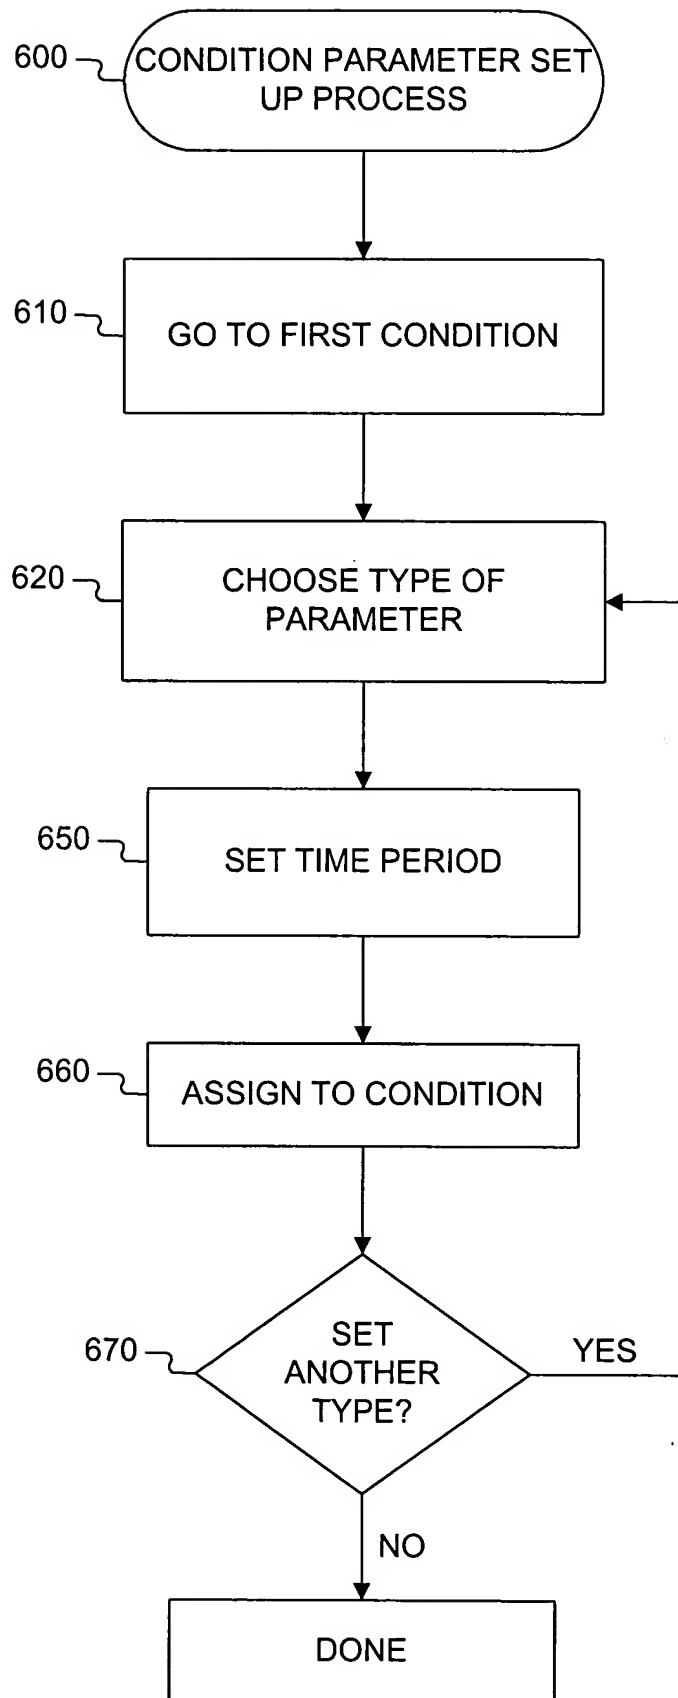 600
CONDITION PARAMETER SET
UP PROCESS
610
GO TO FIRST CONDITION
620
CHOOSE TYPE OF
PARAMETER
650
SET TIME PERIOD
660
ASSIGN TO CONDITION
670
SET
ANOTHER
TYPE?
YES
NO
DONE